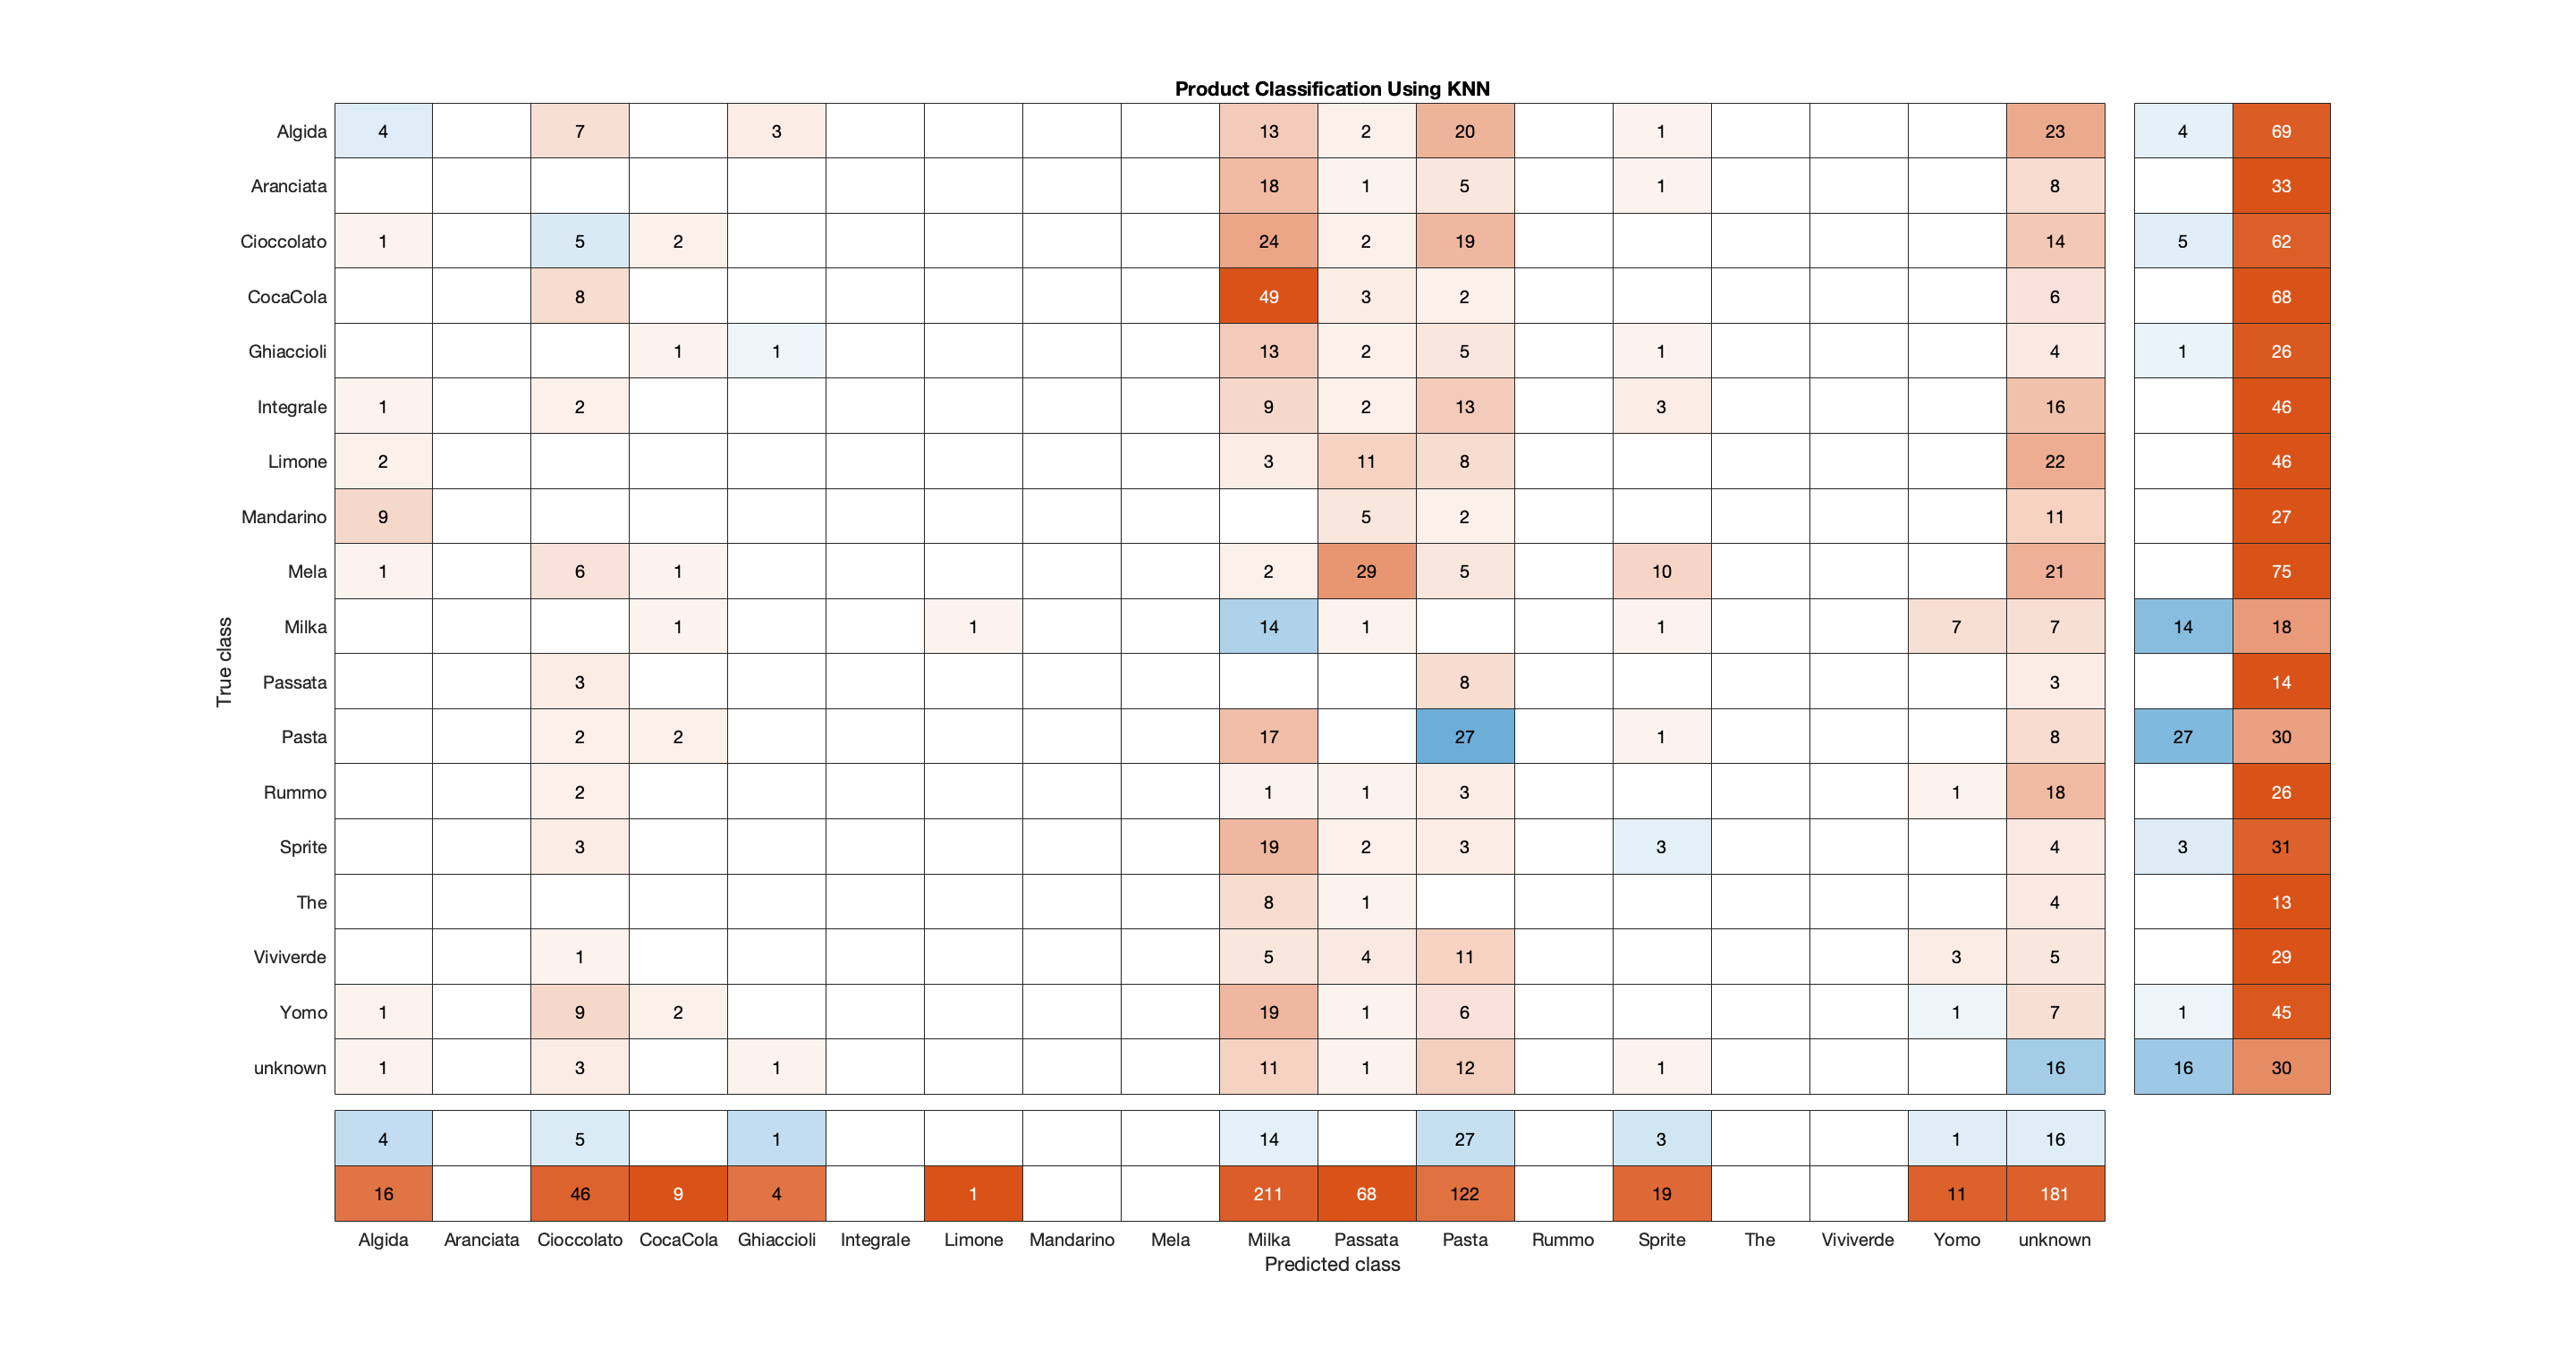 Product Classification Using KNN
Algida 4 7 3 13 2 20 1 23 4 69
Aranciata 18 1 5 1 8 33
Cioccolato 1 5 2 24 2 19 14 5 62
CocaCola 8 49 3 2 6 68
Ghiaccioli 1 1 13 2 5 1 4 1 26
Integrale 1 2 9 2 13 3 16 46
Limone 2 3 11 8 22 46
Mandarino 9 5 2 11 27
Mela 1 6 1 2 29 5 10 21 75
Milka 1 1 14 1 1 7 7 14 18
Passata 3 8 3 14
Pasta 2 2 17 27 1 8 27 30
Rummo 2 1 1 3 1 18 26
Sprite 3 19 2 3 3 4 3 31
The 8 1 4 13
Viviverde 1 5 4 11 3 5 29
Yomo 1 9 2 19 1 6 1 7 1 45
unknown 1 3 1 11 1 12 1 16 16 30
True class
4 5 1 14 27 3 1 16
16 46 9 4 1 211 68 122 19 11 181
Algida Aranciata Cioccolato CocaCola Ghiaccioli Integrale Limone Mandarino Mela Milka Passata Pasta Rummo Sprite The Viviverde Yomo unknown
Predicted class